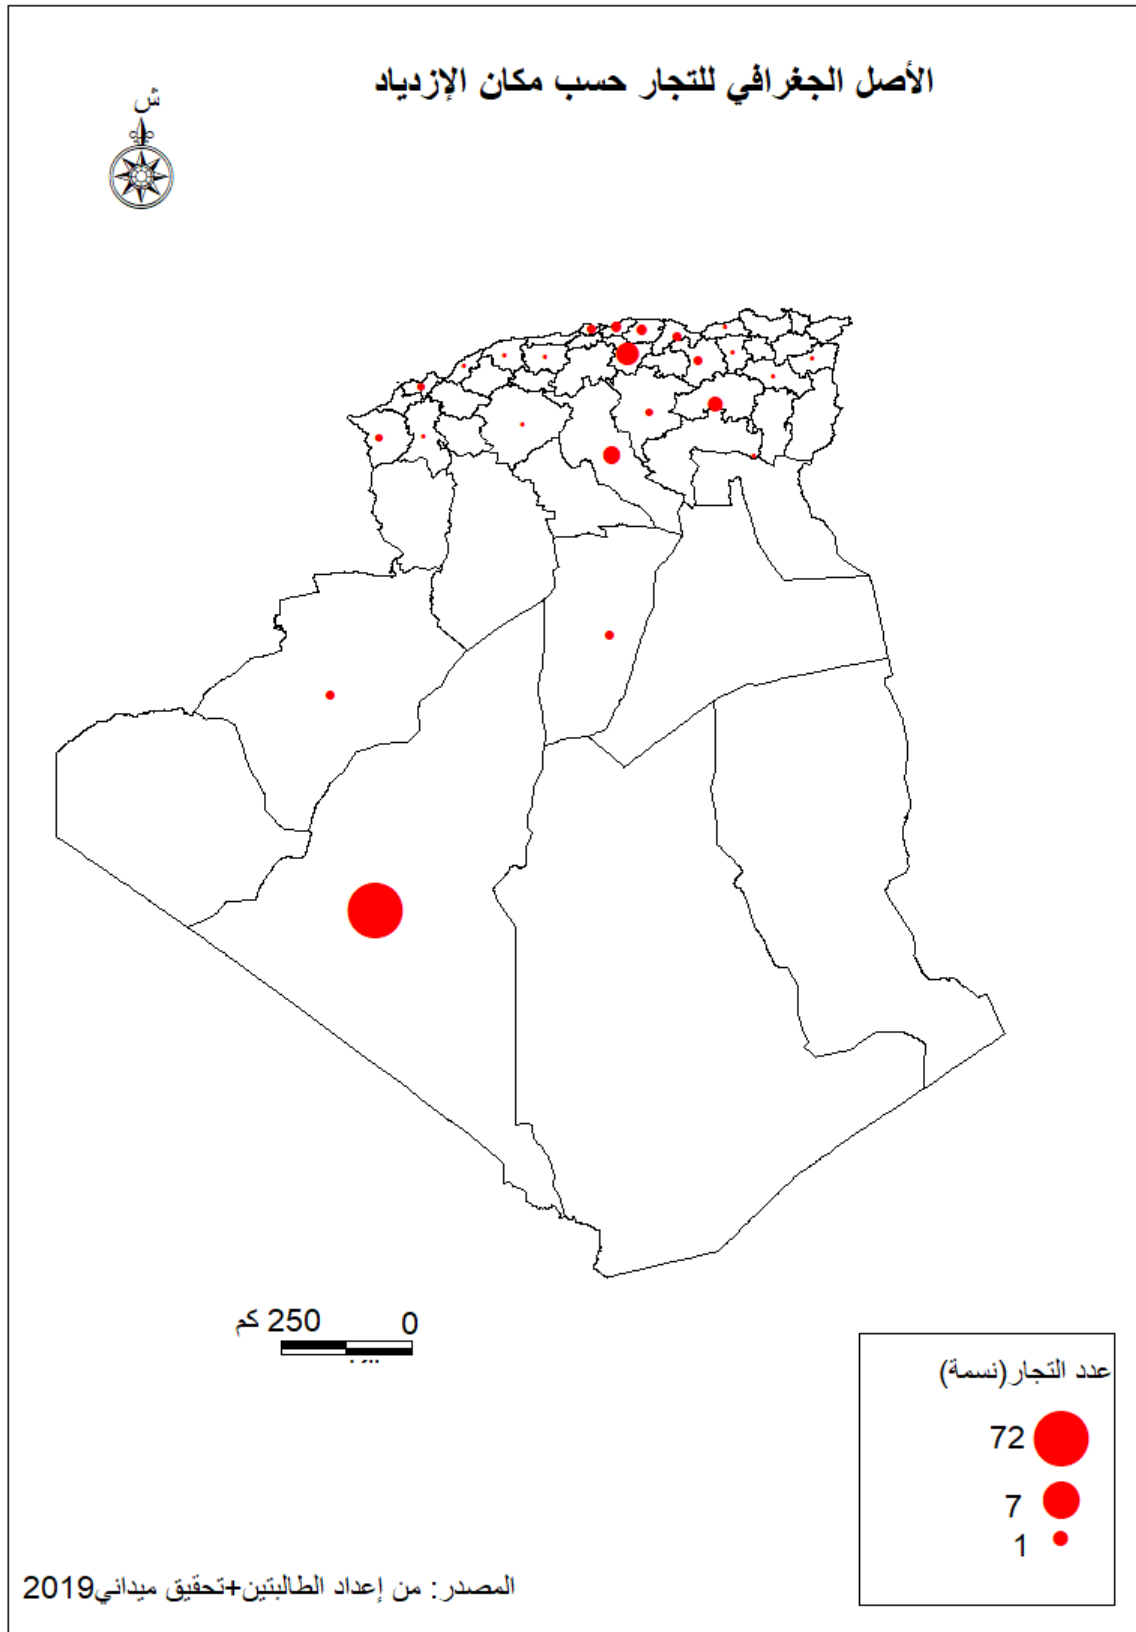 الأصل الجغرافي للتجار حسب مكان الإزدياد
ش
250 كم
0
عدد التجار(نسمة)
72
7
1
المصدر: من إعداد الطالبتين+تحقيق ميداني2019